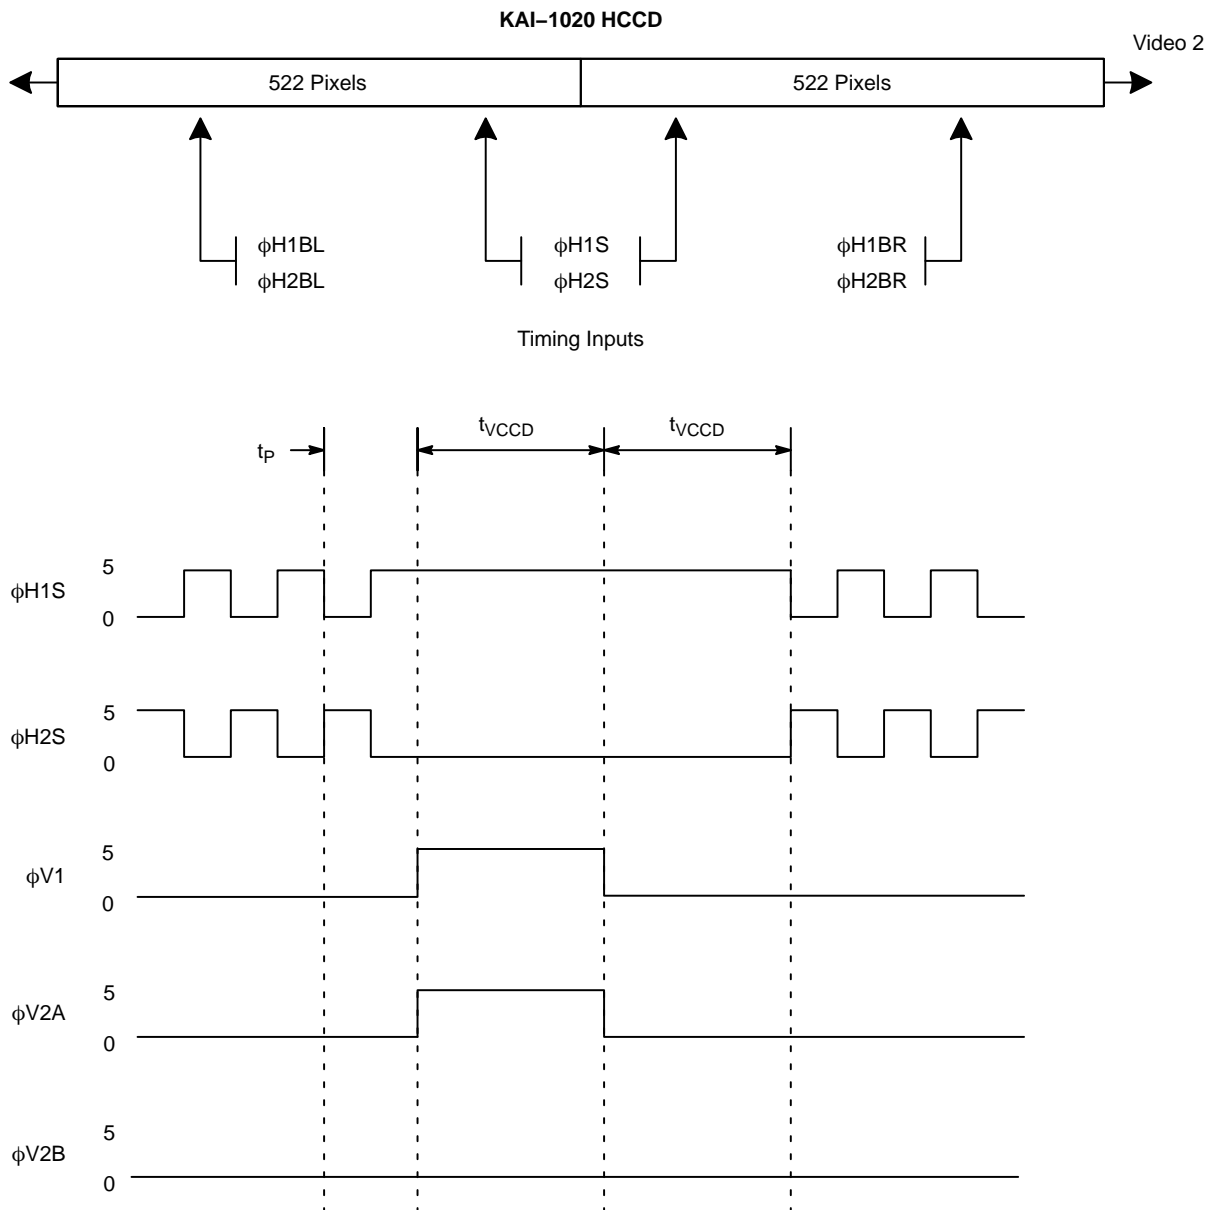 KAI–1020 HCCD
Video 2
522 Pixels 522 Pixels
ϕH1BL ϕH1S ϕH1BR
ϕH2BL ϕH2S ϕH2BR
Timing Inputs
tVCCD tVCCD
tP
5
ϕH1S
0
5
ϕH2S
0
5
ϕV1
0
5
ϕV2A
0
5
ϕV2B
0